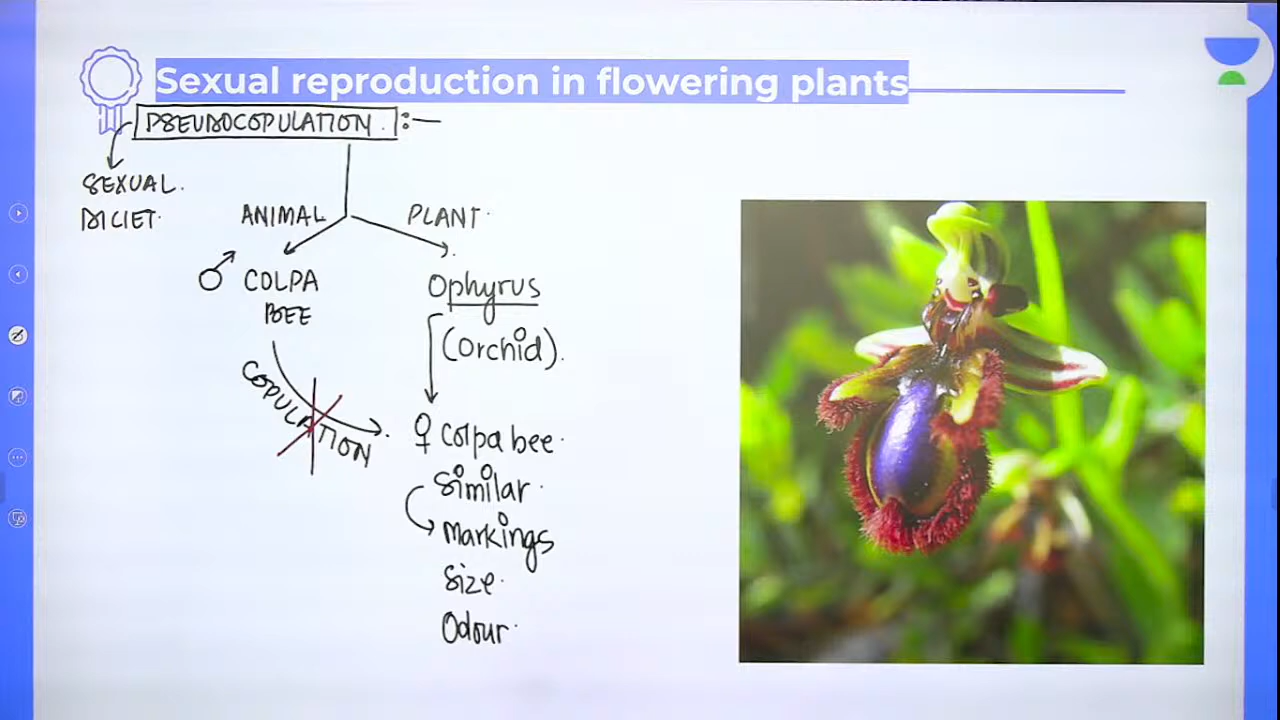 Sexual reproduction in flowering plants
PSEUDOCOPULATION :-
SEXUAL
DICIET
ANIMAL
PLANT
♂ COLPA
BEE
Ophyrus
(Orchid).
COPULATION
♀ Colpa bee
Similar
Markings
Size
Odour